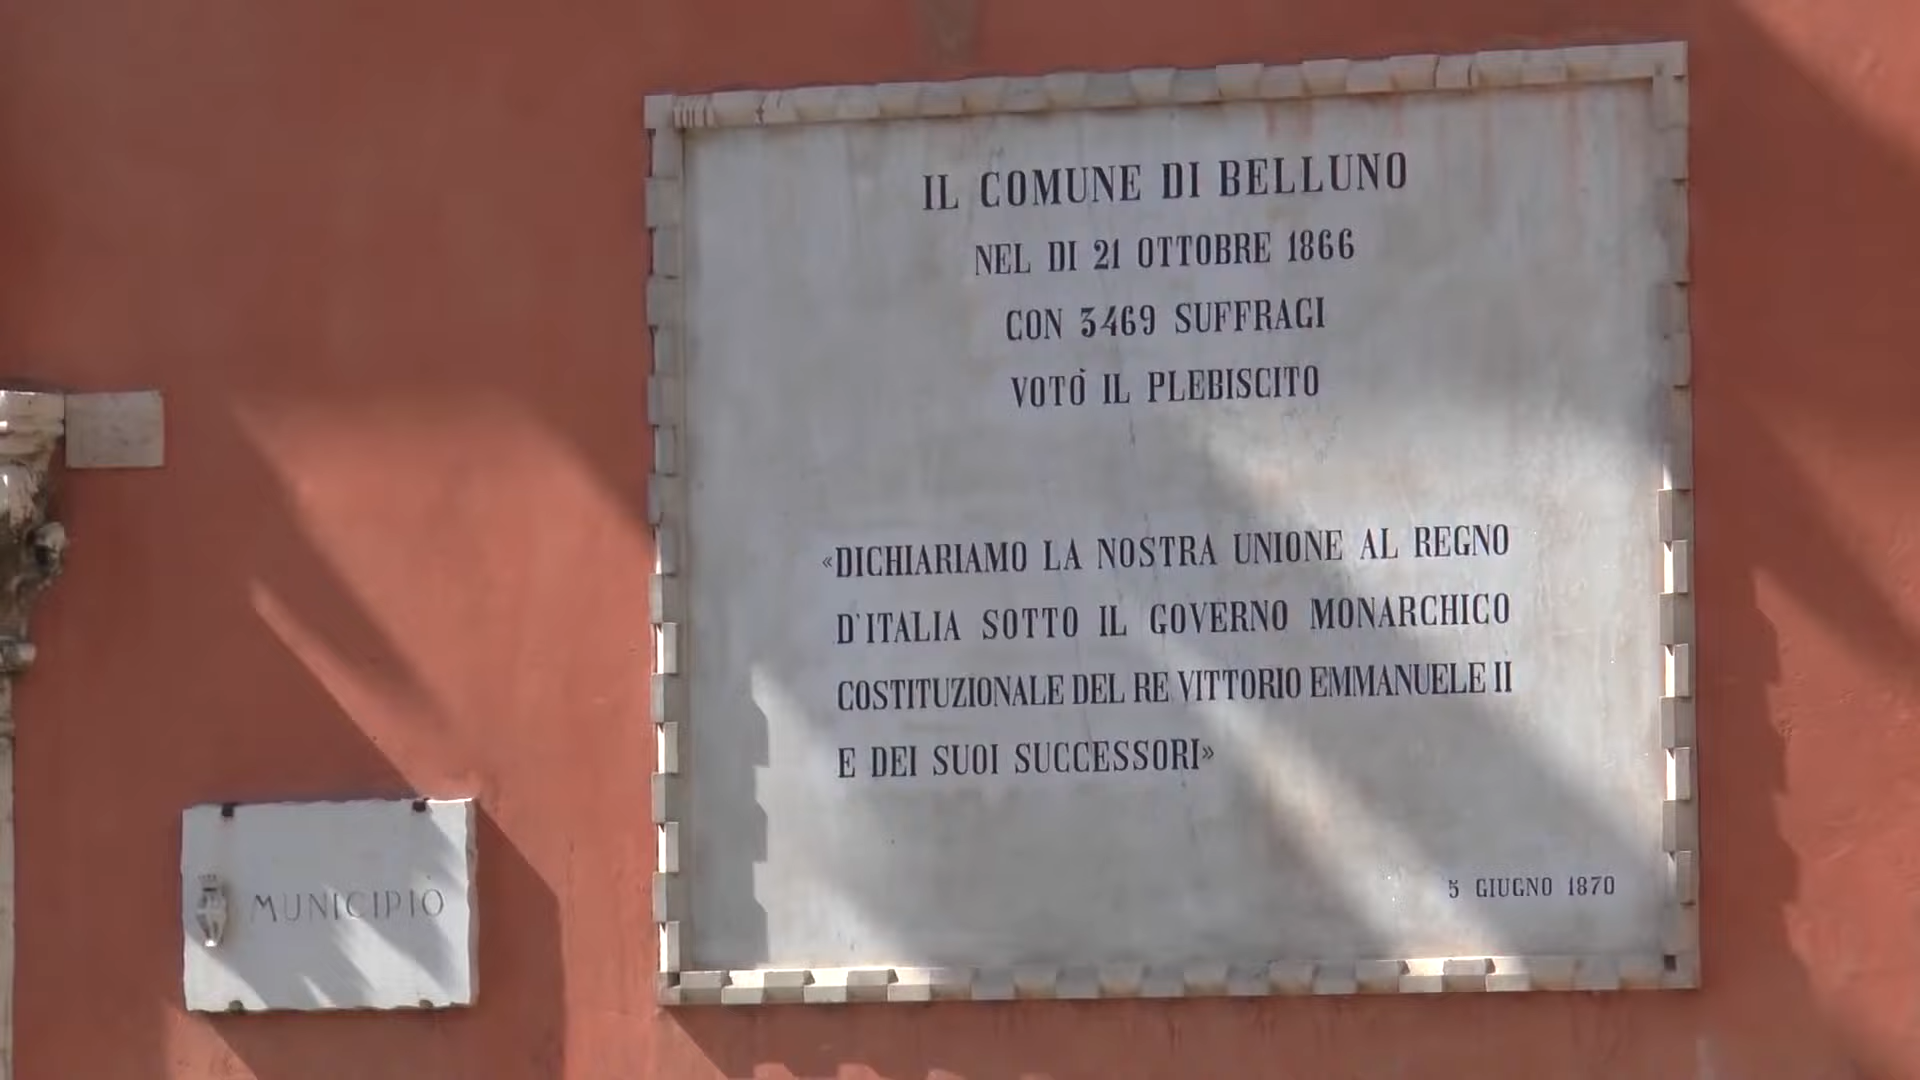 IL COMUNE DI BELLUNO
NEL DI 21 OTTOBRE 1866
CON 3469 SUFFRAGI
VOTÒ IL PLEBISCITO
«DICHIARIAMO LA NOSTRA UNIONE AL REGNO
D'ITALIA SOTTO IL GOVERNO MONARCHICO
COSTITUZIONALE DEL RE VITTORIO EMMANUELE II
E DEI SUOI SUCCESSORI»
5 GIUGNO 1870
MUNICIPIO